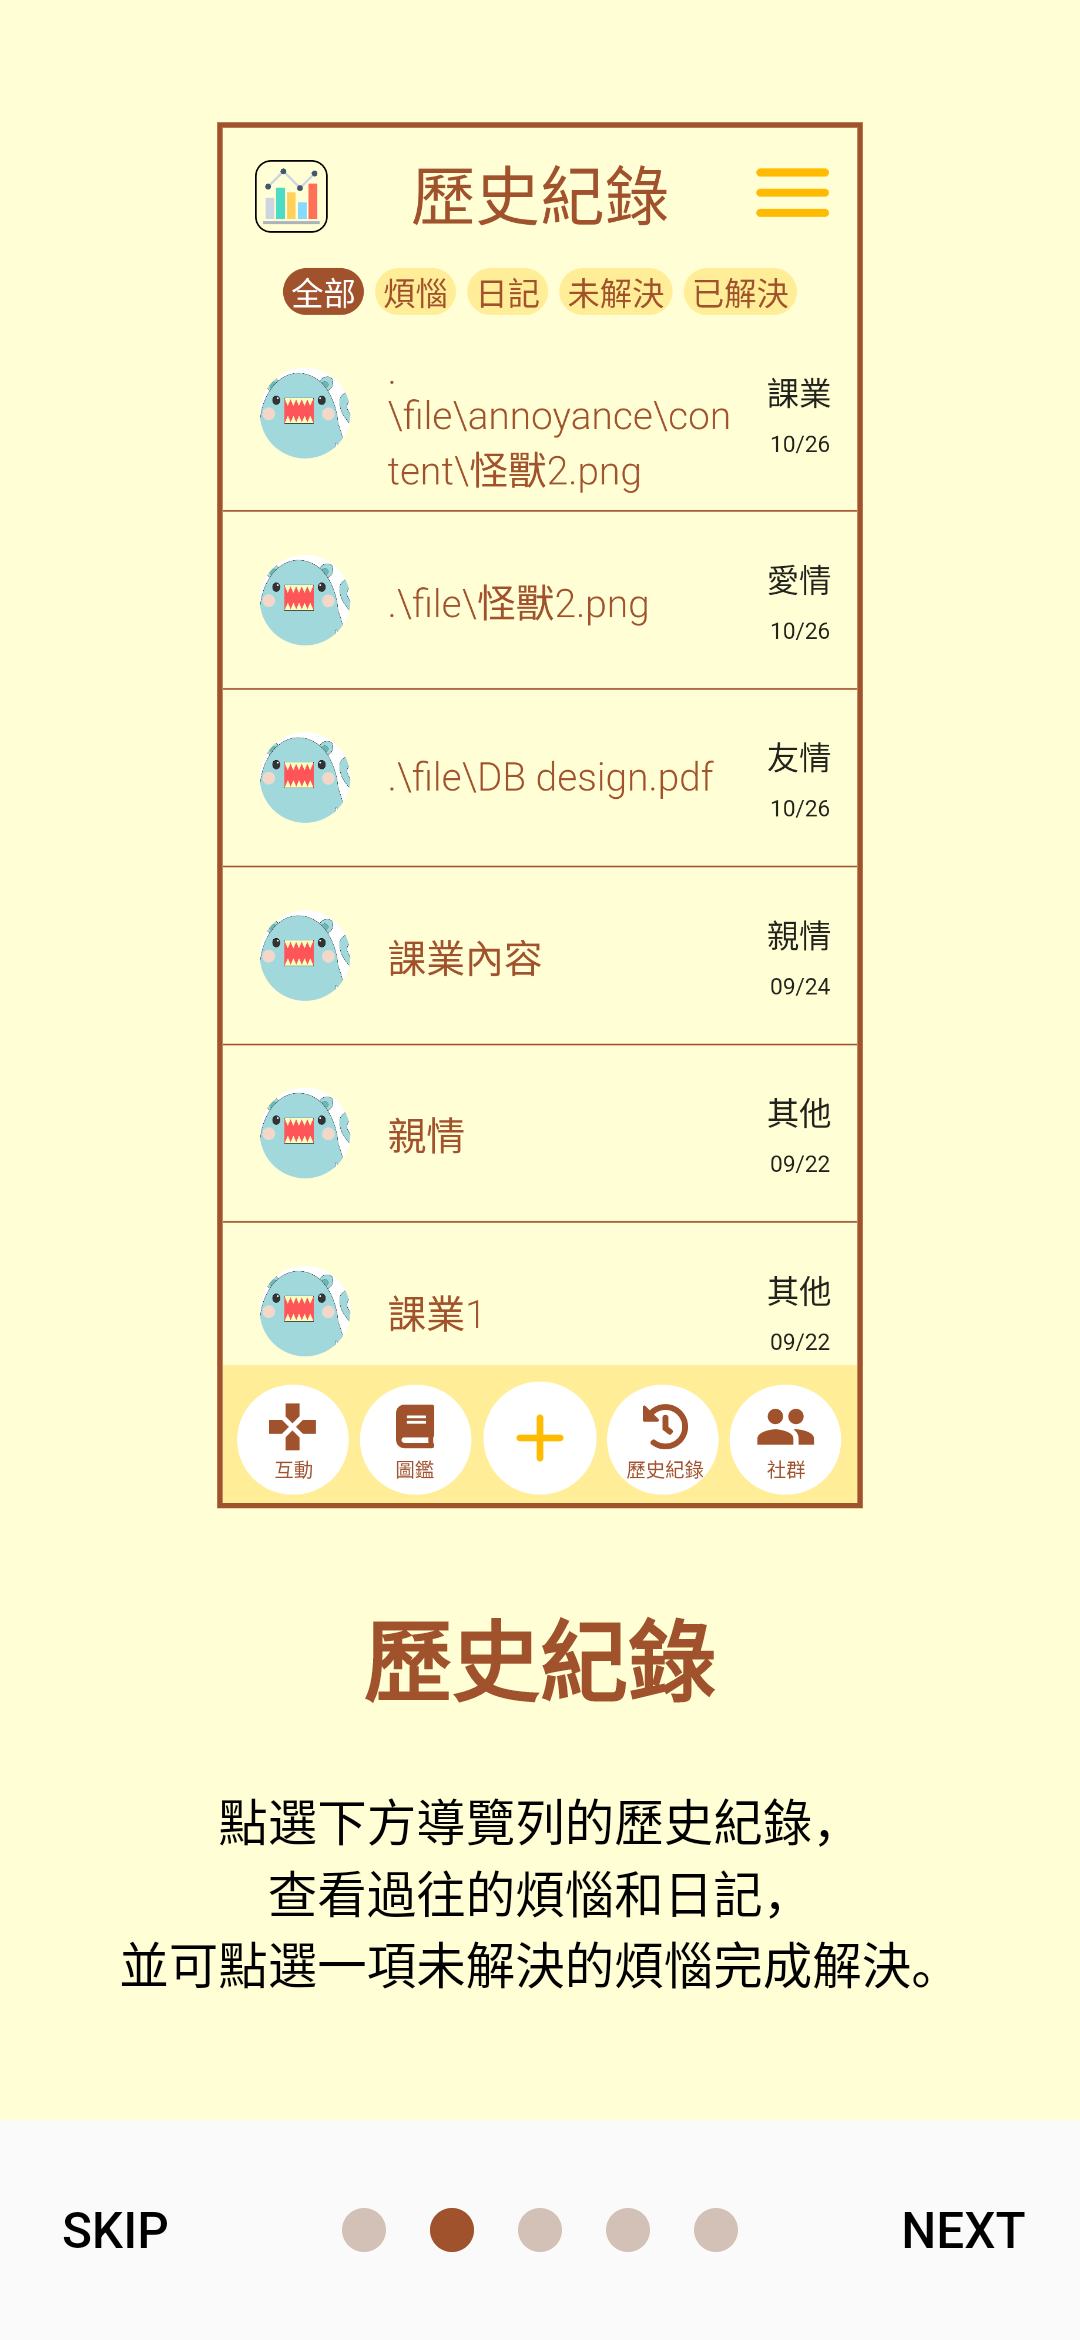 歷史紀錄
全部 煩惱 日記 未解決 已解決
.
\file\annoyance\con
tent\怪獸2.png
課業
10/26
.\file\怪獸2.png
愛情
10/26
.\file\DB design.pdf
友情
10/26
課業內容
親情
09/24
親情
其他
09/22
課業1
其他
09/22
互動 圖鑑 歷史紀錄 社群
歷史紀錄
點選下方導覽列的歷史紀錄，
查看過往的煩惱和日記，
並可點選一項未解決的煩惱完成解決。
SKIP NEXT